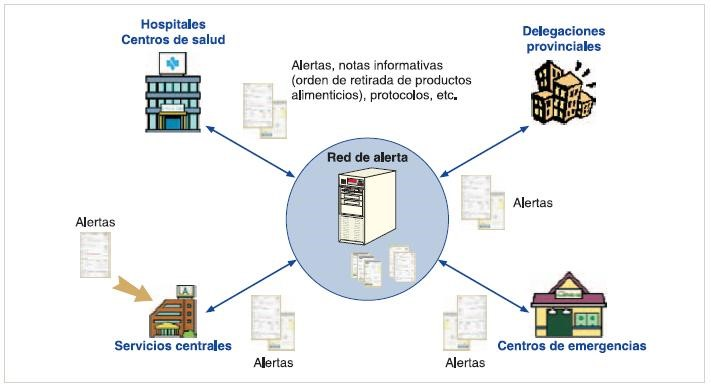 Hospitales
Centros de salud
Delegaciones
provinciales
Alertas, notas informativas
(orden de retirada de productos
alimenticios), protocolos, etc.
Red de alerta
Alertas
Alertas
A
Servicios centrales
Alertas
Alertas
Centros de emergencias